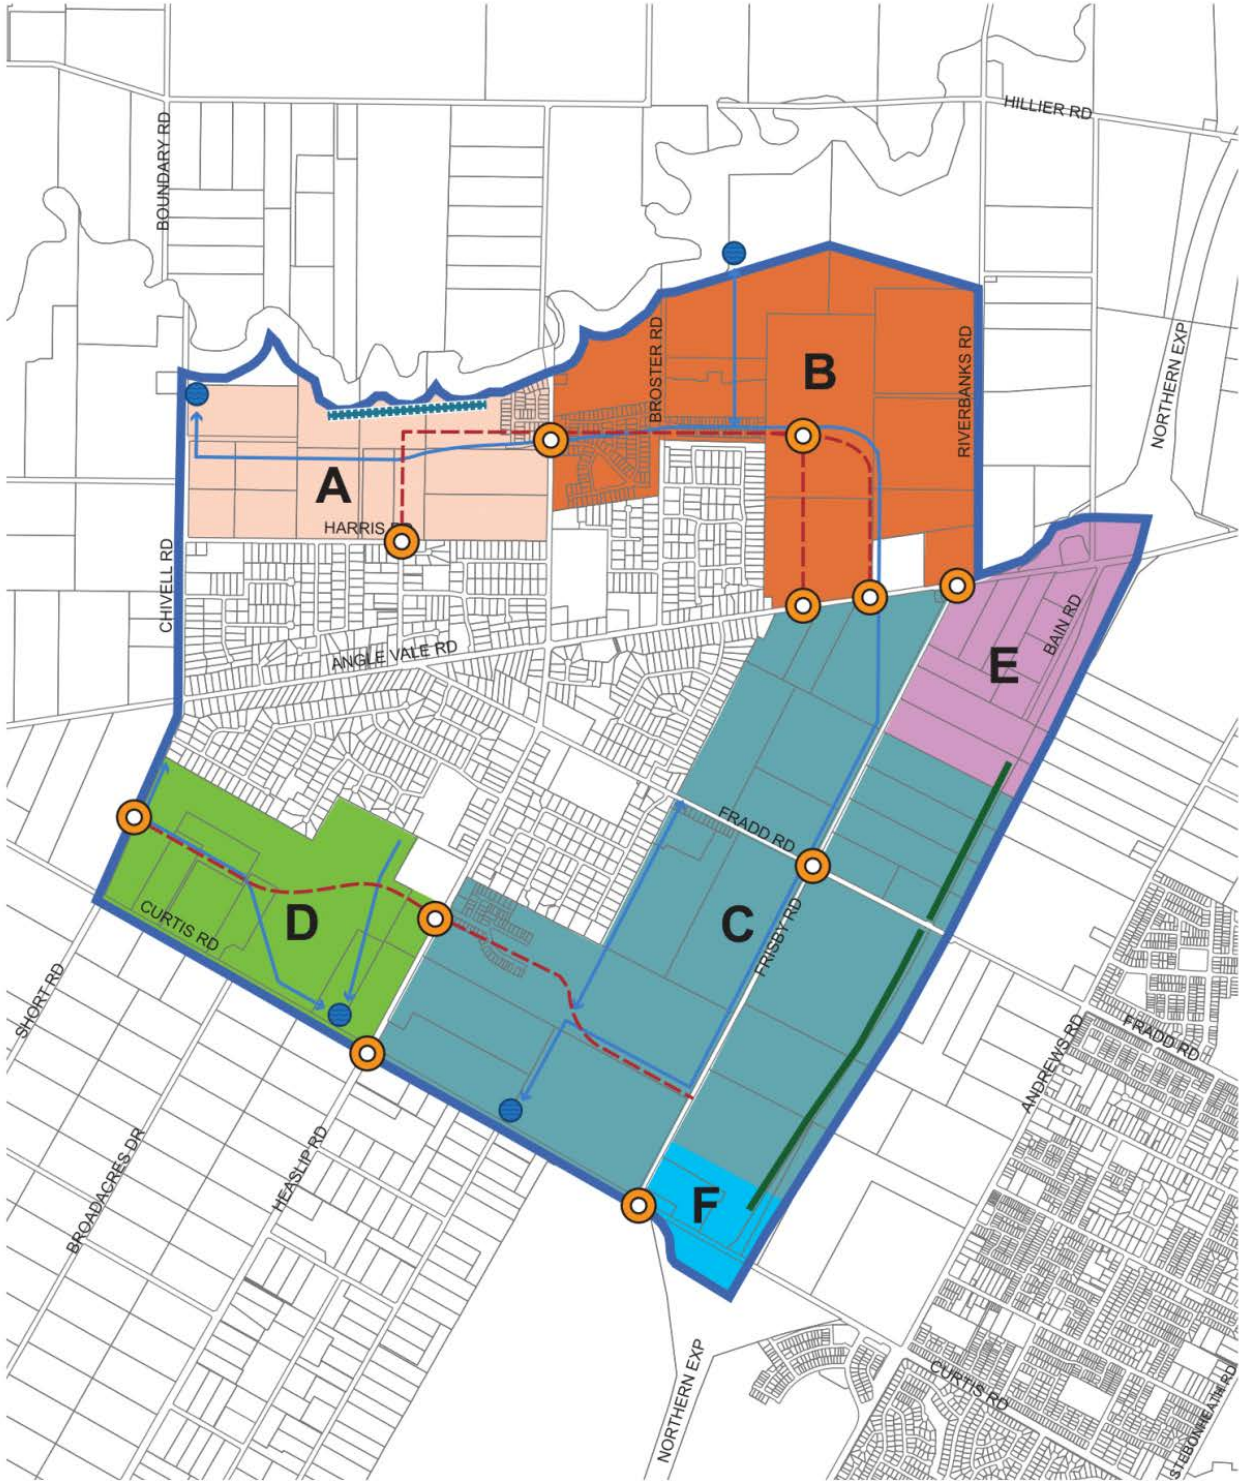 HILLIER RD
BOUNDARY RD
BROSTER RD
RIVERBANKS RD
NORTHERN EXP
B
A
HARRIS
CHIVELL RD
ANGLE VALE RD
BAIN RD
E
FRADD RD
CURTIS RD
D
C
FRISBY RD
SHORT RD
ANDREWS RD
FRADD RD
BROADACRES DR
HEASLIP RD
F
NORTHERN EXP
CURTIS RD
STEBONHEATH RD